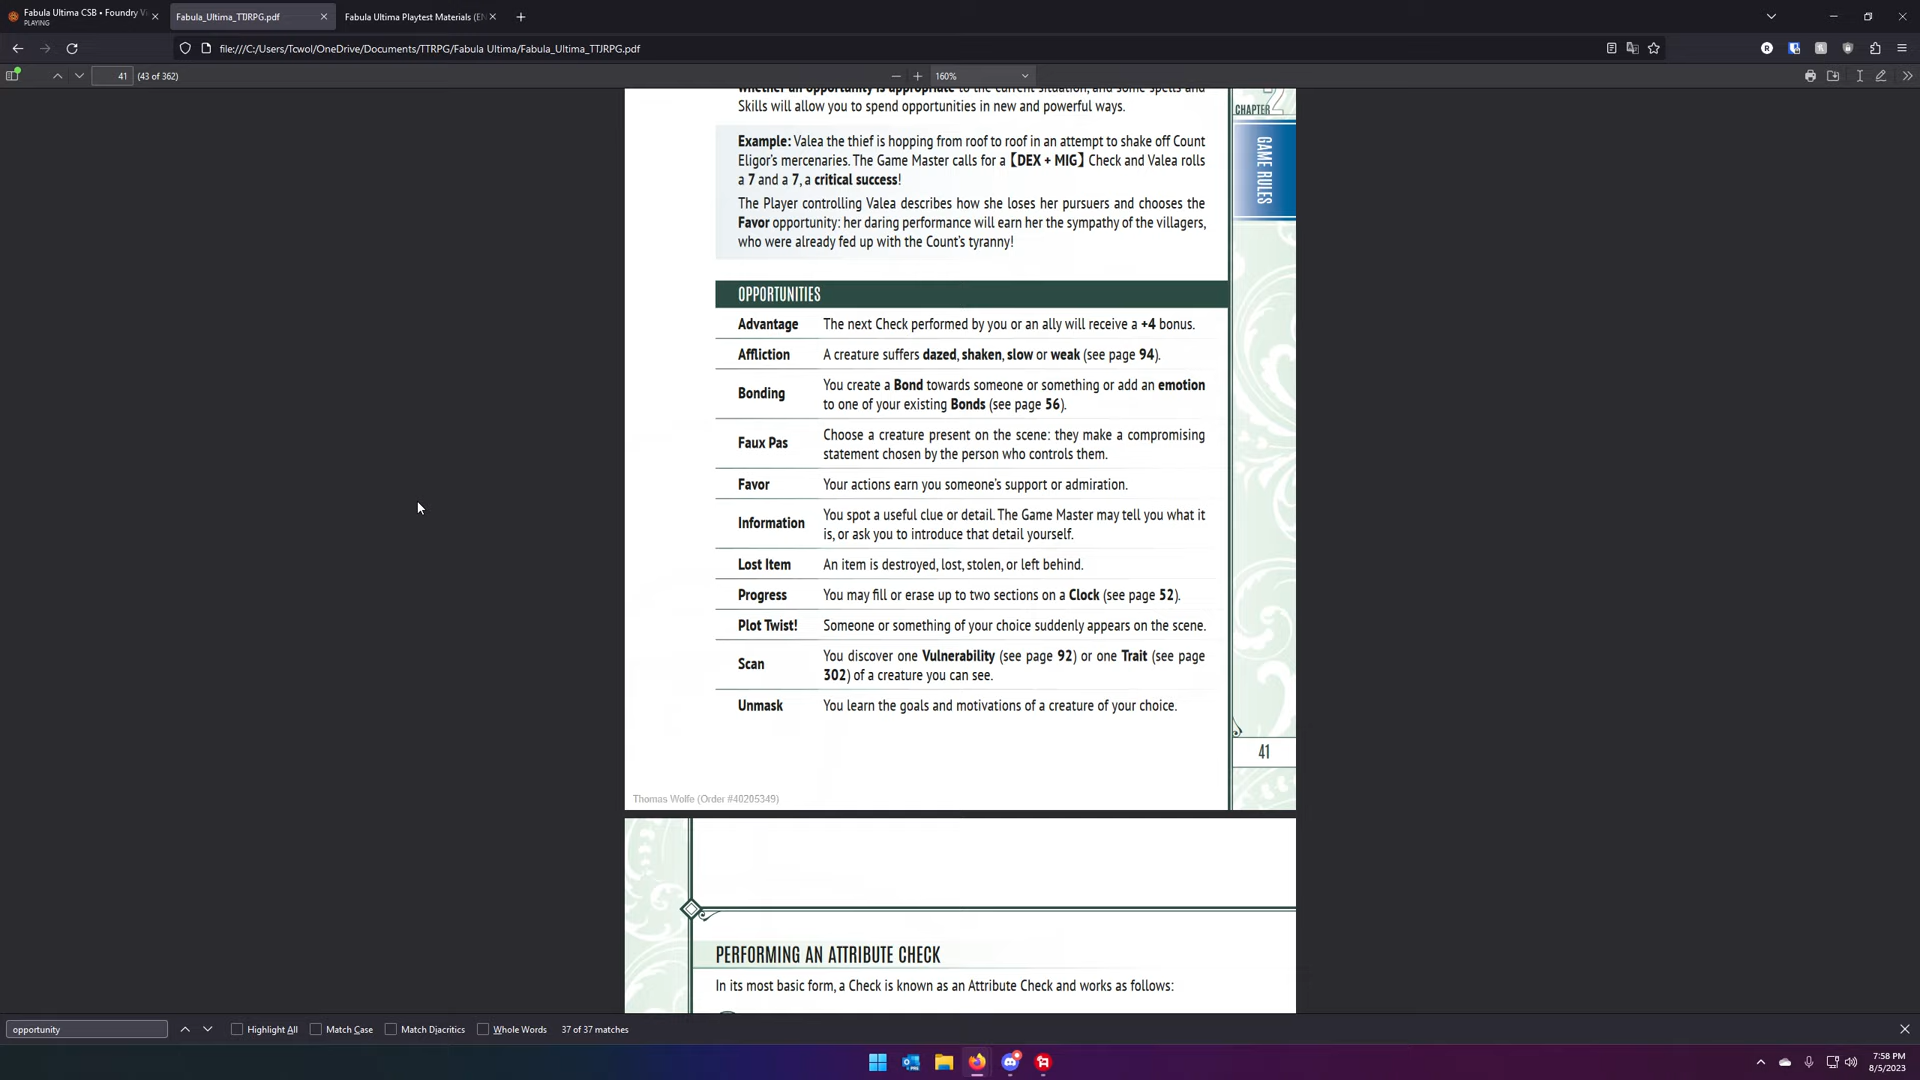 Fabula Ultima CSB • Foundry V
PLAYING
Fabula_Ultima_TTJRPG.pdf
Fabula Ultima Playtest Materials (EN
file:///C:/Users/Tcwol/OneDrive/Documents/TTRPG/Fabula Ultima/Fabula_Ultima_TTJRPG.pdf
41 (43 of 362)
160%
whether an opportunity is appropriate to the current situation, and some spells and
Skills will allow you to spend opportunities in new and powerful ways.
CHAPTER 2
GAME RULES
Example: Valea the thief is hopping from roof to roof in an attempt to shake off Count
Eligor's mercenaries. The Game Master calls for a 【DEX + MIG】 Check and Valea rolls
a 7 and a 7, a critical success!
The Player controlling Valea describes how she loses her pursuers and chooses the
Favor opportunity: her daring performance will earn her the sympathy of the villagers,
who were already fed up with the Count's tyranny!
OPPORTUNITIES
Advantage The next Check performed by you or an ally will receive a +4 bonus.
Affliction A creature suffers dazed, shaken, slow or weak (see page 94).
Bonding You create a Bond towards someone or something or add an emotion
to one of your existing Bonds (see page 56).
Faux Pas Choose a creature present on the scene: they make a compromising
statement chosen by the person who controls them.
Favor Your actions earn you someone's support or admiration.
Information You spot a useful clue or detail. The Game Master may tell you what it
is, or ask you to introduce that detail yourself.
Lost Item An item is destroyed, lost, stolen, or left behind.
Progress You may fill or erase up to two sections on a Clock (see page 52).
Plot Twist! Someone or something of your choice suddenly appears on the scene.
Scan You discover one Vulnerability (see page 92) or one Trait (see page
302) of a creature you can see.
Unmask You learn the goals and motivations of a creature of your choice.
41
Thomas Wolfe (Order #40205349)
PERFORMING AN ATTRIBUTE CHECK
In its most basic form, a Check is known as an Attribute Check and works as follows:
opportunity
Highlight All
Match Case
Match Diacritics
Whole Words
37 of 37 matches
7:58 PM
8/5/2023